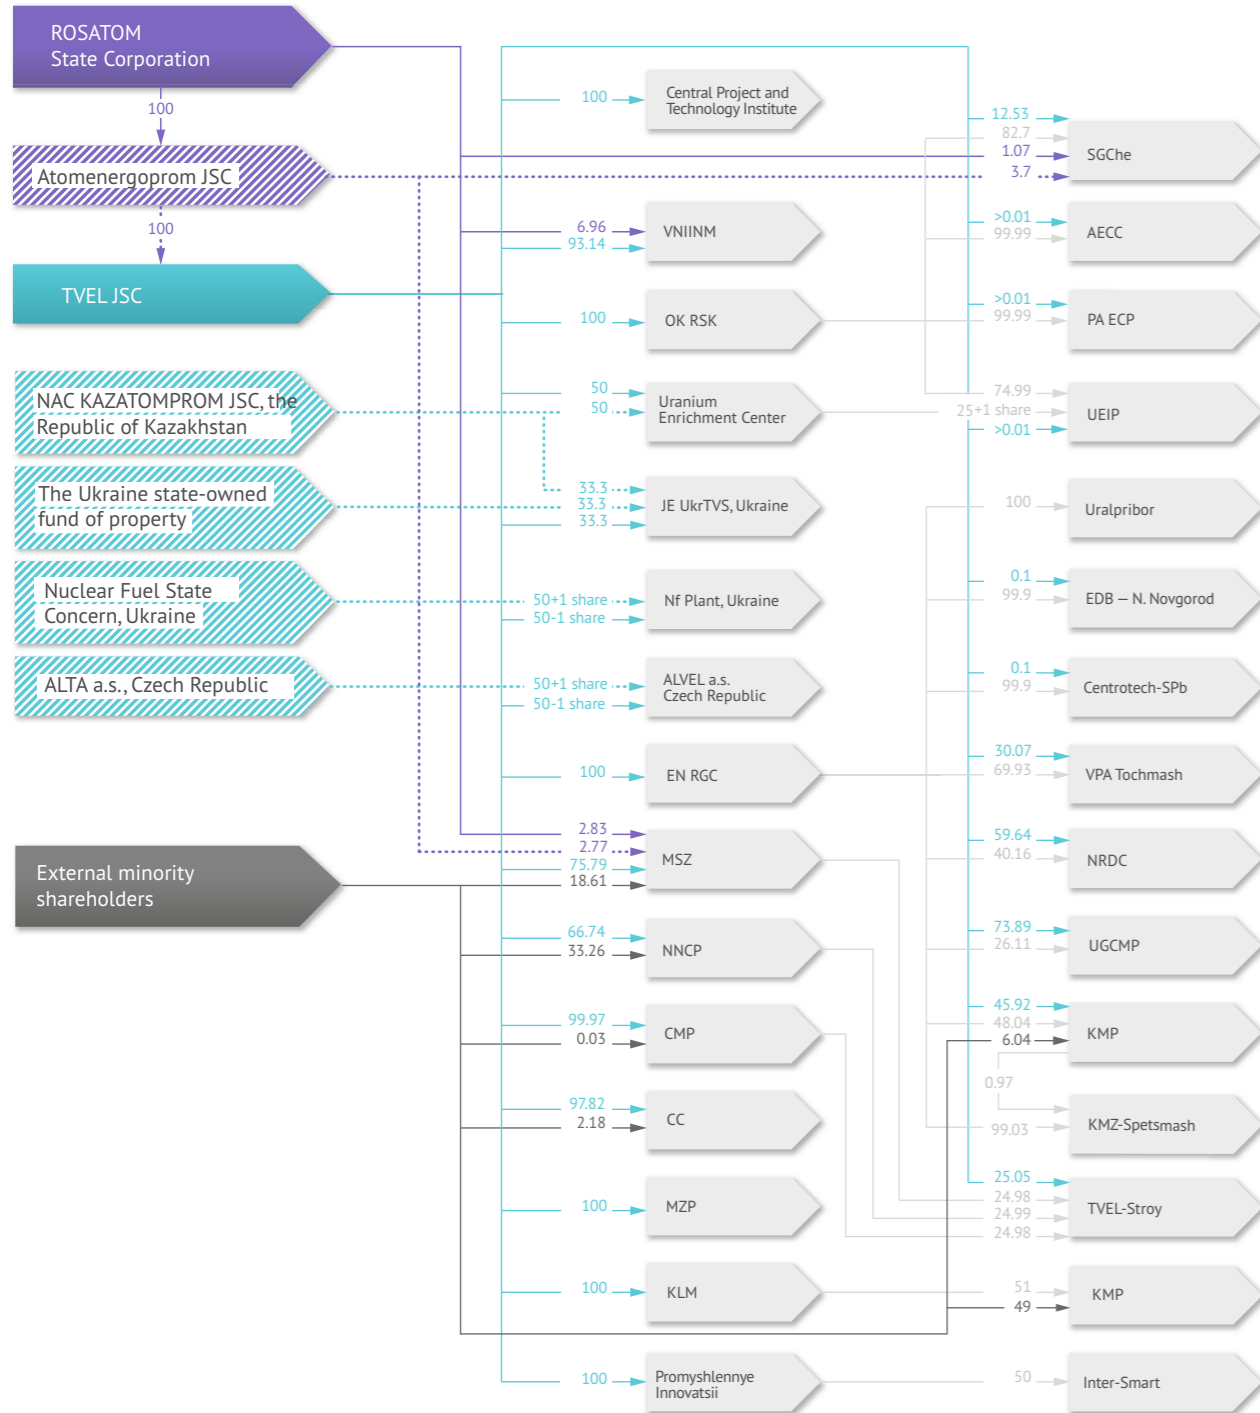 ROSATOM
State Corporation
100
Atomenergoprom JSC
100
TVEL JSC
NAC KAZATOMPROM JSC, the
Republic of Kazakhstan
The Ukraine state-owned
fund of property
Nuclear Fuel State
Concern, Ukraine
ALTA a.s., Czech Republic
External minority
shareholders
100
Central Project and
Technology Institute
6.96
93.14
VNIINM
100
OK RSK
50
50
Uranium
Enrichment Center
33.3
33.3
33.3
JE UkrTVS, Ukraine
50+1 share
50-1 share
Nf Plant, Ukraine
50+1 share
50-1 share
ALVEL a.s.
Czech Republic
100
EN RGC
2.83
2.77
75.79
18.61
MSZ
66.74
33.26
NNCP
99.97
0.03
CMP
97.82
2.18
CC
100
MZP
100
KLM
100
Promyshlennye
Innovatsii
12.53
82.7
1.07
3.7
SGChe
>0.01
99.99
AECC
>0.01
99.99
PA ECP
74.99
25+1 share
>0.01
UEIP
100
Uralpribor
0.1
99.9
EDB – N. Novgorod
0.1
99.9
Centrotech-SPb
30.07
69.93
VPA Tochmash
59.64
40.16
NRDC
73.89
26.11
UGCMP
45.92
48.04
6.04
KMP
0.97
99.03
KMZ-Spetsmash
25.05
24.98
24.99
24.98
TVEL-Stroy
51
49
KMP
50
Inter-Smart